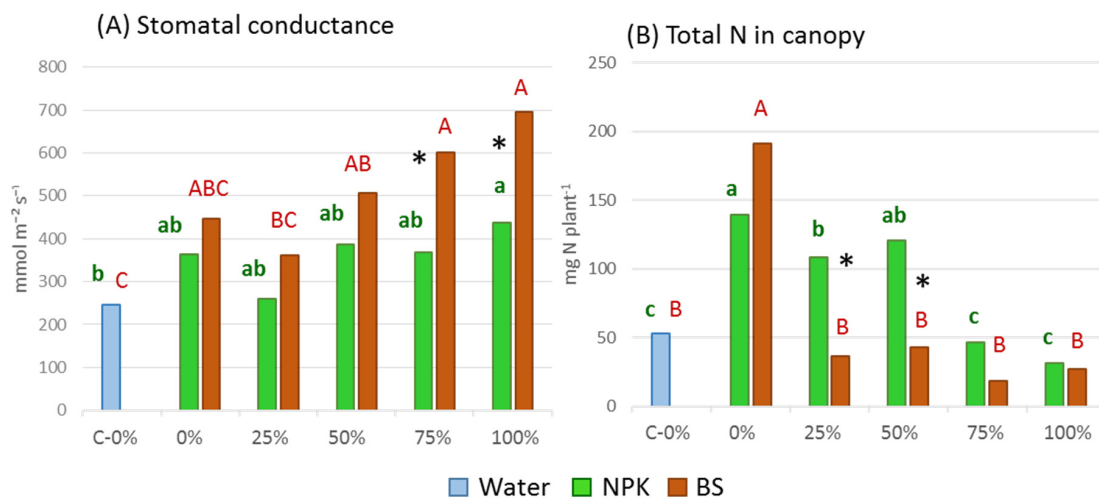 (A) Stomatal conductance
800
700
600
500
400
300
200
100
0
mmol m⁻² s⁻¹
b C
ab ABC
ab BC
ab AB
ab * A
a * A
C-0% 0% 25% 50% 75% 100%
(B) Total N in canopy
250
200
150
100
50
0
mg N plant⁻¹
c B
a A
b * B
ab * B
c B
c B
C-0% 0% 25% 50% 75% 100%
Water NPK BS